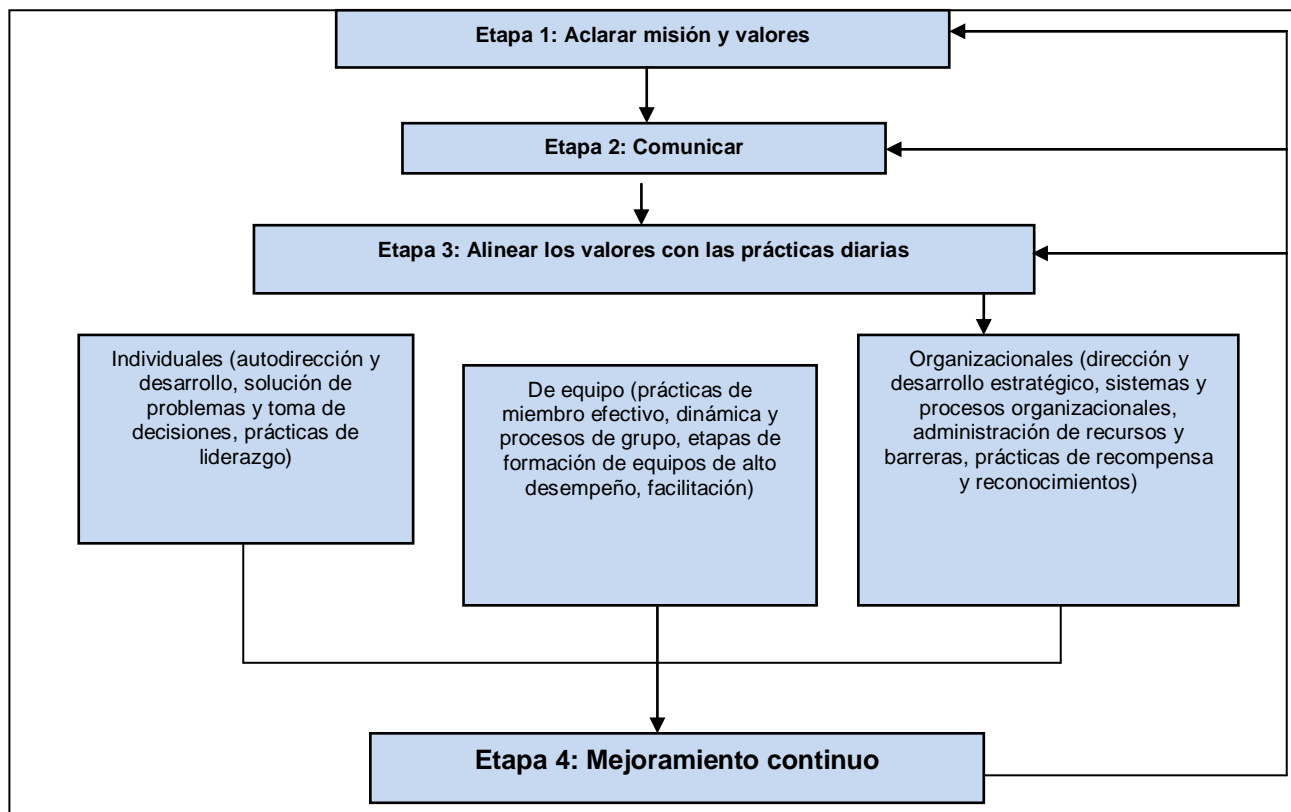 Etapa 1: Aclarar misión y valores
Etapa 2: Comunicar
Etapa 3: Alinear los valores con las prácticas diarias
Individuales (autodirección y
desarrollo, solución de
problemas y toma de
decisiones, prácticas de
liderazgo)
De equipo (prácticas de
miembro efectivo, dinámica y
procesos de grupo, etapas de
formación de equipos de alto
desempeño, facilitación)
Organizacionales (dirección y
desarrollo estratégico, sistemas y
procesos organizacionales,
administración de recursos y
barreras, prácticas de recompensa
y reconocimientos)
Etapa 4: Mejoramiento continuo